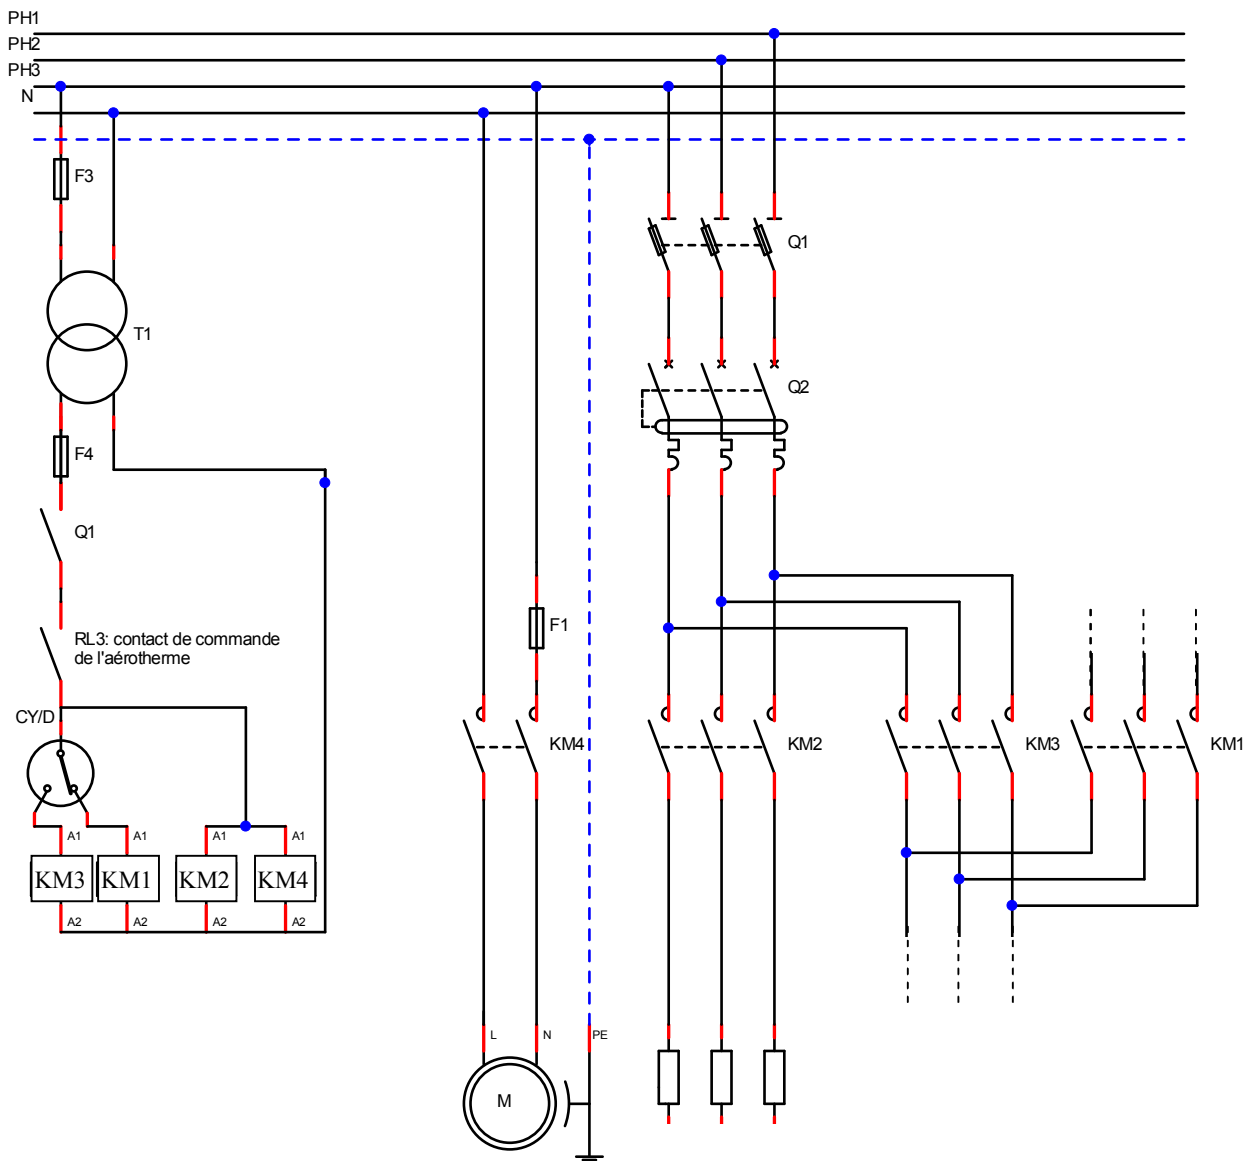 PH1
PH2
PH3
N
F3
Q1
T1
Q2
F4
Q1
F1
RL3: contact de commande
de l'aérotherme
CY/D
KM4
KM2
KM3
KM1
A1
A1
A1
A1
KM3
KM1
KM2
KM4
A2
A2
A2
A2
L
N
PE
M